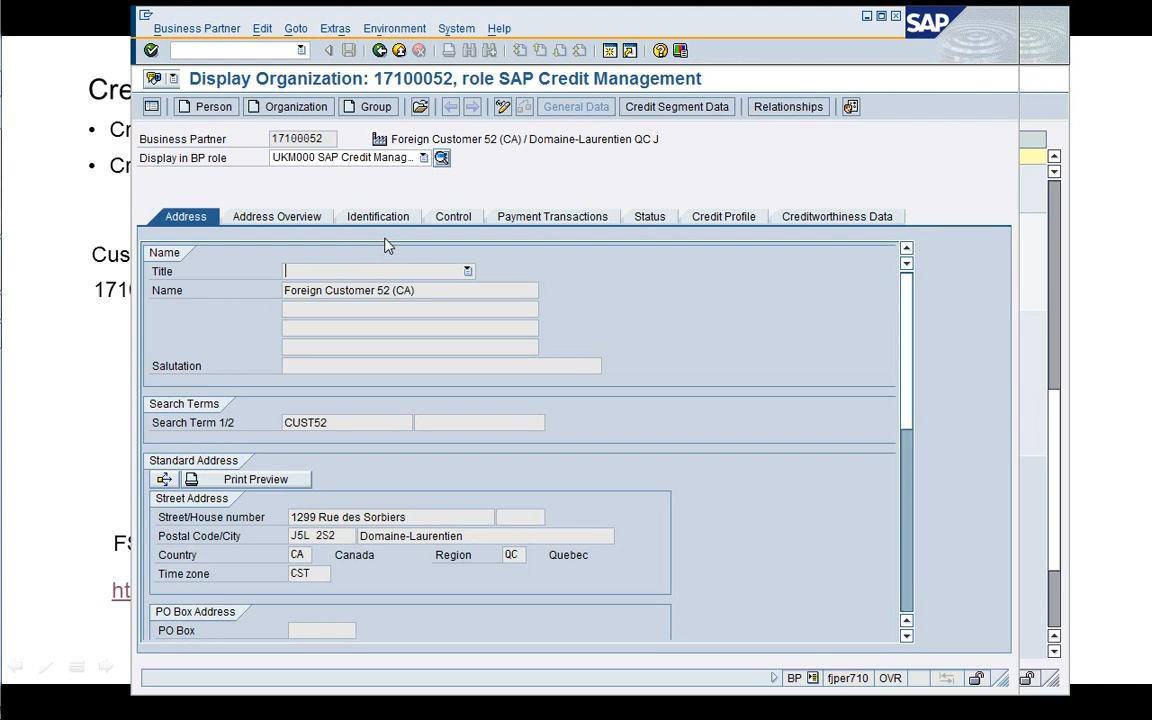 Business Partner Edit Goto Extras Environment System Help
SAP
Display Organization: 17100052, role SAP Credit Management
Person Organization Group General Data Credit Segment Data Relationships
Business Partner 17100052 Foreign Customer 52 (CA) / Domaine-Laurentien QC J
Display in BP role UKM000 SAP Credit Manag...
Address Address Overview Identification Control Payment Transactions Status Credit Profile Creditworthiness Data
Name
Title
Name Foreign Customer 52 (CA)
Salutation
Search Terms
Search Term 1/2 CUST52
Standard Address
Print Preview
Street Address
Street/House number 1299 Rue des Sorbiers
Postal Code/City J5L 2S2 Domaine-Laurentien
Country CA Canada Region QC Quebec
Time zone CST
PO Box Address
PO Box
BP fjper710 OVR
Cre
• Cr
• Cr
Cus
1710
FS
ht